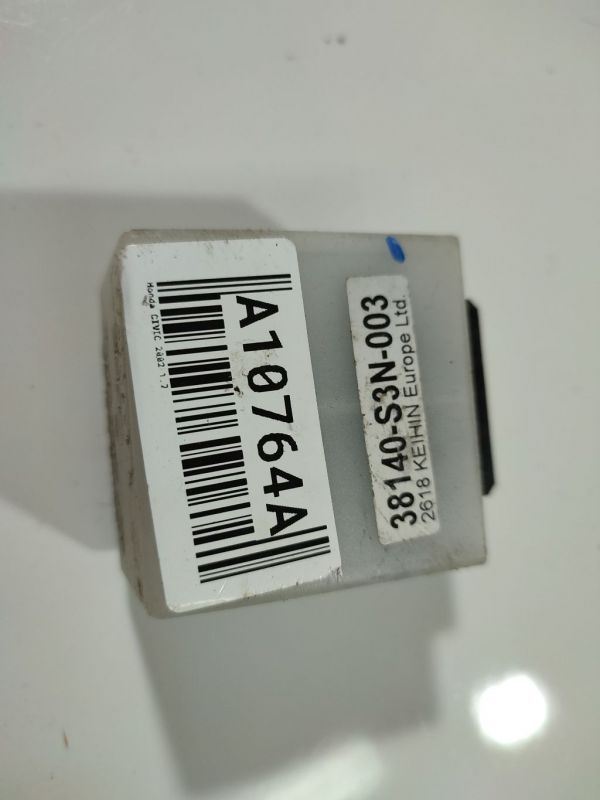 A10764A
Honda CIVIC 2002 1.7
38140-S3N-003
2618 KEIHIN Europe Ltd.